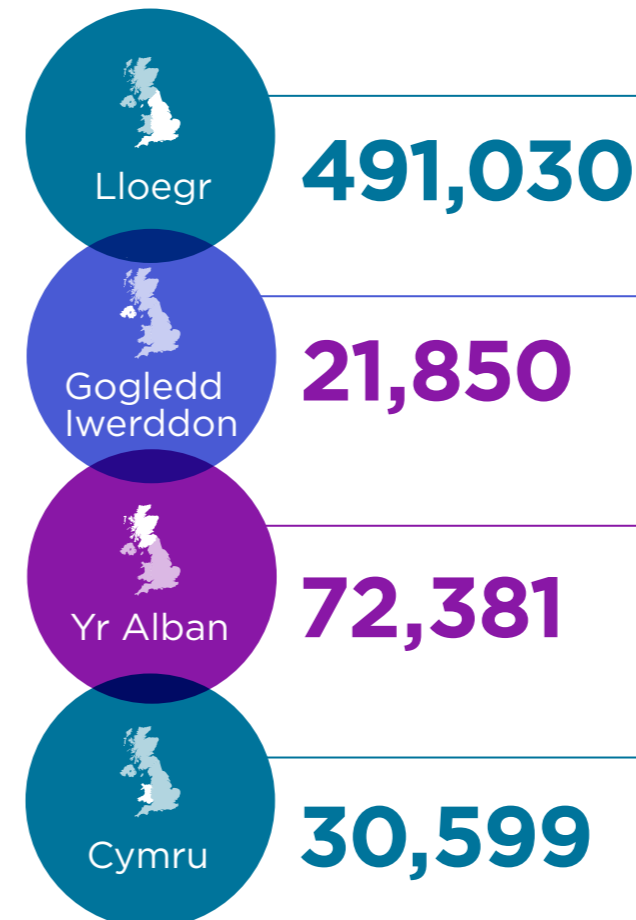 Lloegr
491,030
Gogledd
Iwerddon
21,850
Yr Alban
72,381
Cymru
30,599